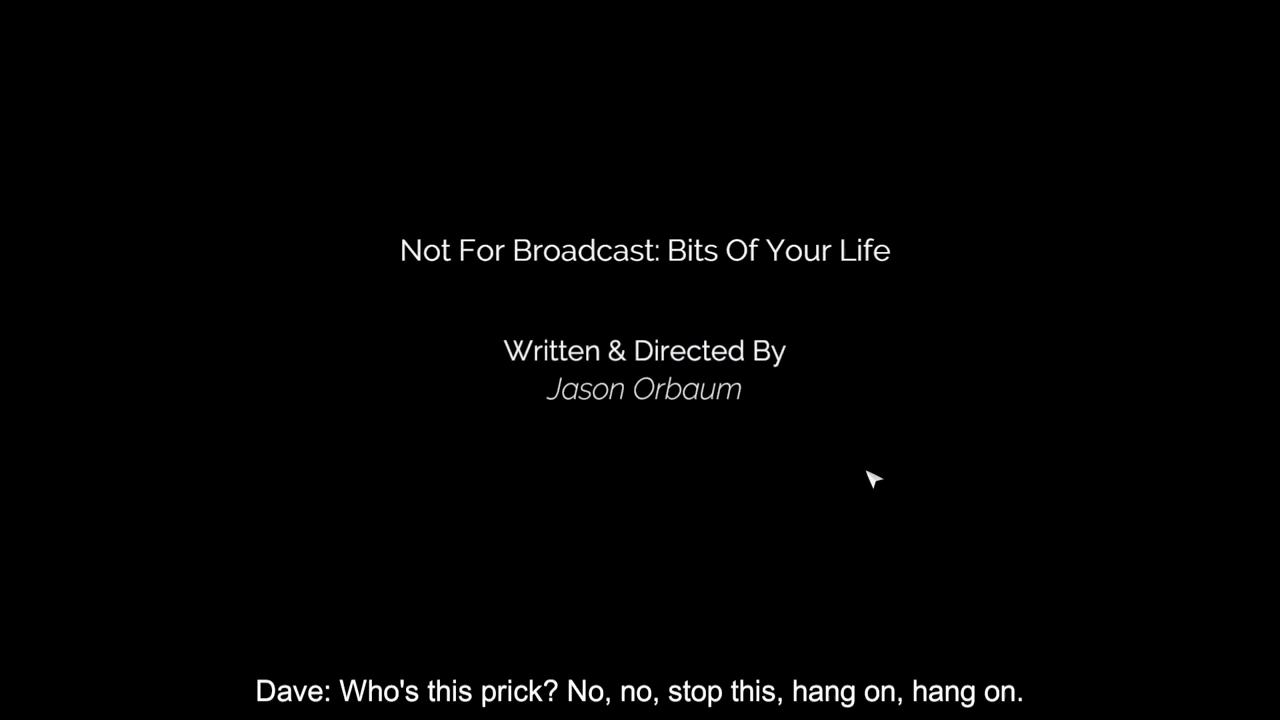 Not For Broadcast: Bits Of Your Life
Written & Directed By
Jason Orbaum
Dave: Who's this prick? No, no, stop this, hang on, hang on.